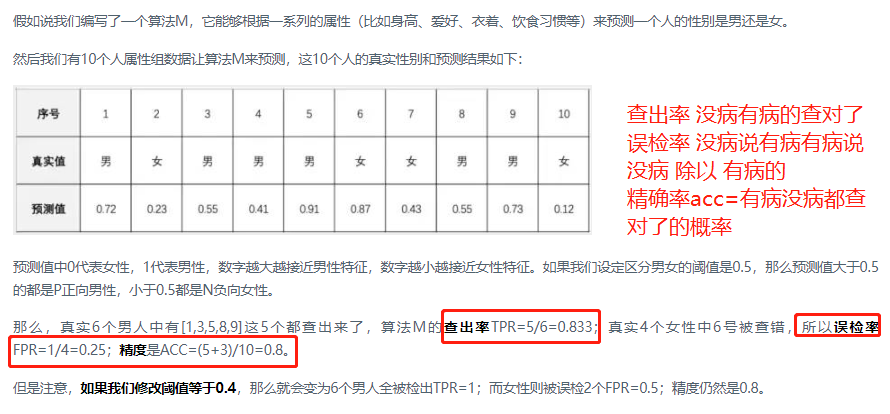 假如说我们编写了一个算法M，它能够根据一系列的属性（比如身高、爱好、衣着、饮食习惯等）来预测一个人的性别是男还是女。
然后我们有10个人属性组数据让算法M来预测，这10个人的真实性别和预测结果如下：
序号 1 2 3 4 5 6 7 8 9 10
真实值 男 女 男 男 男 女 女 男 男 女
预测值 0.72 0.23 0.55 0.41 0.91 0.87 0.43 0.55 0.73 0.12
查出率 没病有病的查对了
误检率 没病说有病有病说
没病 除以 有病的
精确率acc=有病没病都查
对了的概率
预测值中0代表女性，1代表男性，数字越大越接近男性特征，数字越小越接近女性特征。如果我们设定区分男女的阈值是0.5，那么预测值大于0.5
的都是P正向男性，小于0.5都是N负向女性。
那么，真实6个男人中有[1,3,5,8,9]这5个都查出来了，算法M的查出率TPR=5/6=0.833；真实4个女性中6号被查错，所以误检率
FPR=1/4=0.25；精度是ACC=(5+3)/10=0.8。
但是注意，如果我们修改阈值等于0.4，那么就会变为6个男人全被检出TPR=1；而女性则被误检2个FPR=0.5；精度仍然是0.8。